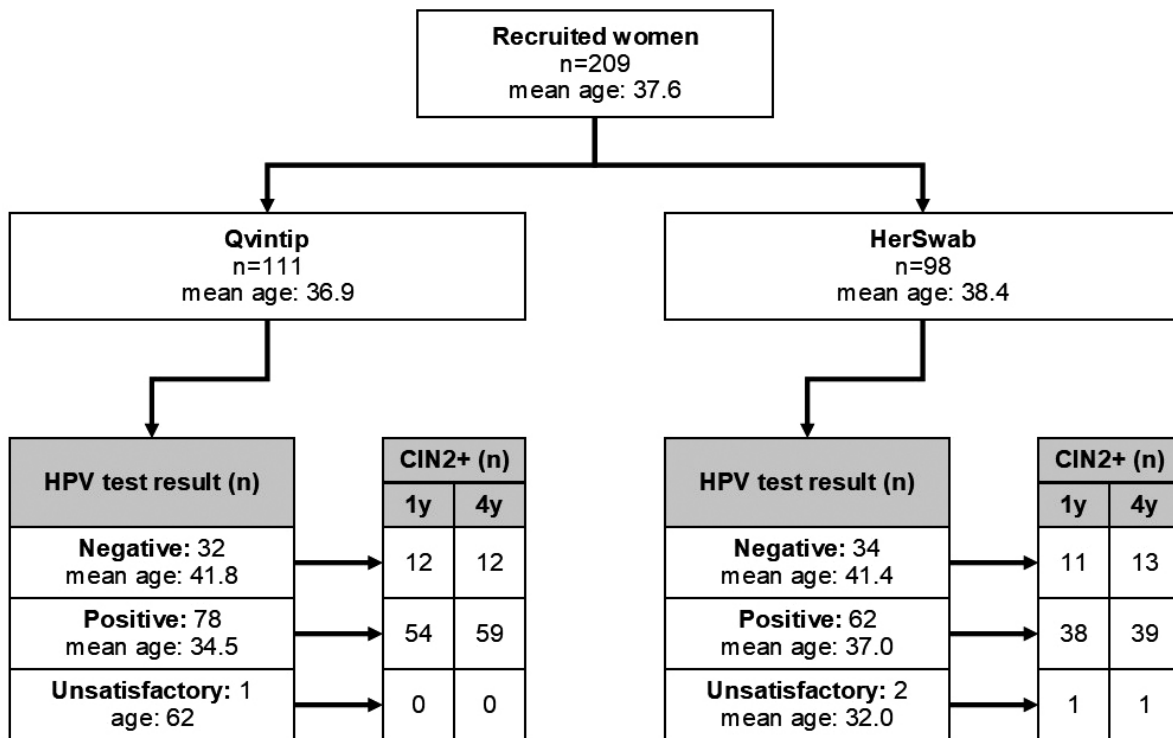 Recruited women
n=209
mean age: 37.6
Qvintip
n=111
mean age: 36.9
HerSwab
n=98
mean age: 38.4
HPV test result (n)
CIN2+ (n)
1y 4y
Negative: 32
mean age: 41.8
12 12
Positive: 78
mean age: 34.5
54 59
Unsatisfactory: 1
age: 62
0 0
HPV test result (n)
CIN2+ (n)
1y 4y
Negative: 34
mean age: 41.4
11 13
Positive: 62
mean age: 37.0
38 39
Unsatisfactory: 2
mean age: 32.0
1 1